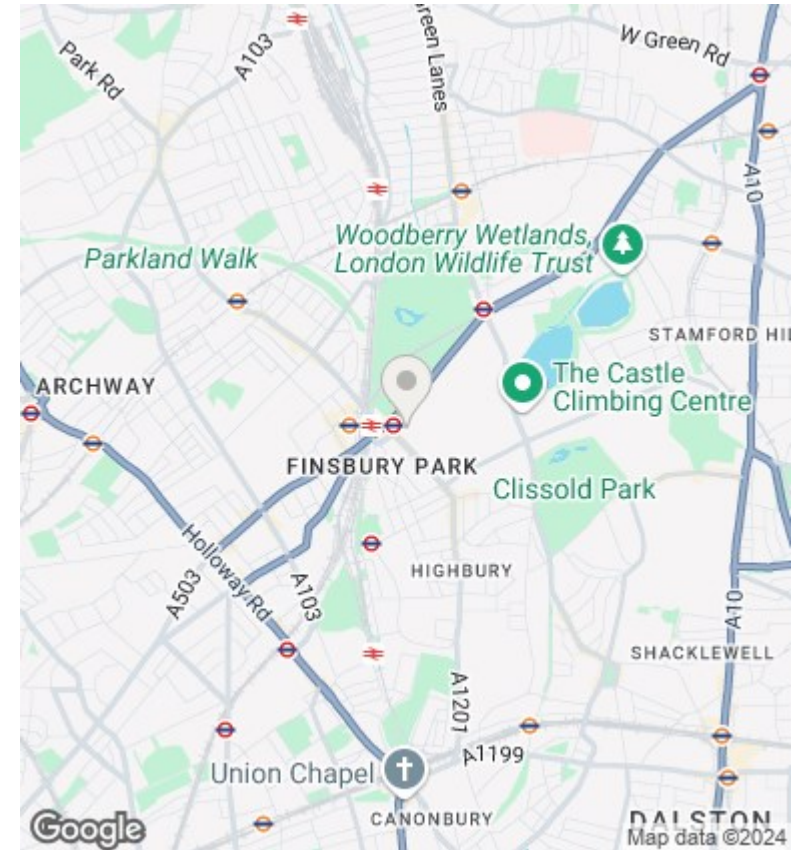 W Green Rd
A103
Park Rd
Green Lanes
A10
Woodberry Wetlands,
London Wildlife Trust
Parkland Walk
STAMFORD HIL
ARCHWAY
The Castle
Climbing Centre
FINSBURY PARK
Clissold Park
Holloway Rd
HIGHBURY
A503
A103
A10
SHACKLEWELL
A1201
A1199
Union Chapel
CANONBURY
DALSTON
Google
Map data ©2024